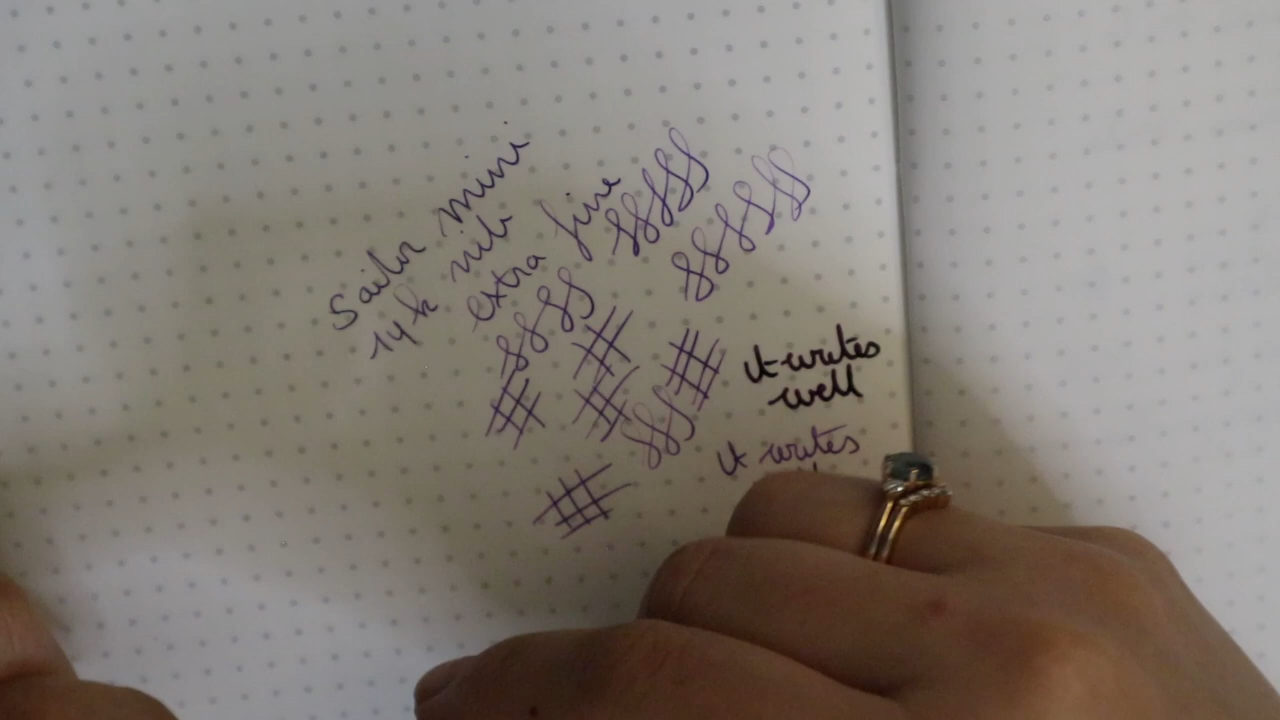 Sailor mini
14k nib
extra fine
It writes
well
It writes